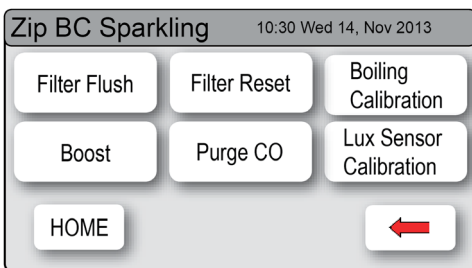 Zip BC Sparkling 10:30 Wed 14, Nov 2013
Filter Flush
Filter Reset
Boiling
Calibration
Boost
Purge CO
Lux Sensor
Calibration
HOME